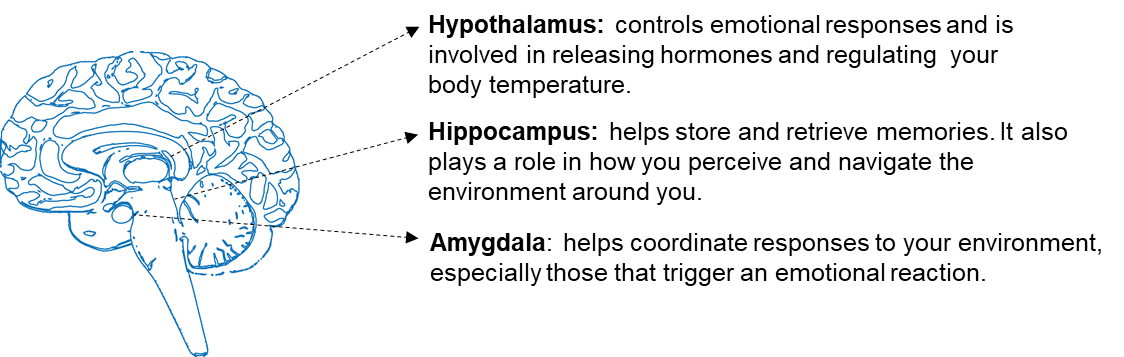 Hypothalamus: controls emotional responses and is
involved in releasing hormones and regulating your
body temperature.
Hippocampus: helps store and retrieve memories. It also
plays a role in how you perceive and navigate the
environment around you.
Amygdala: helps coordinate responses to your environment,
especially those that trigger an emotional reaction.